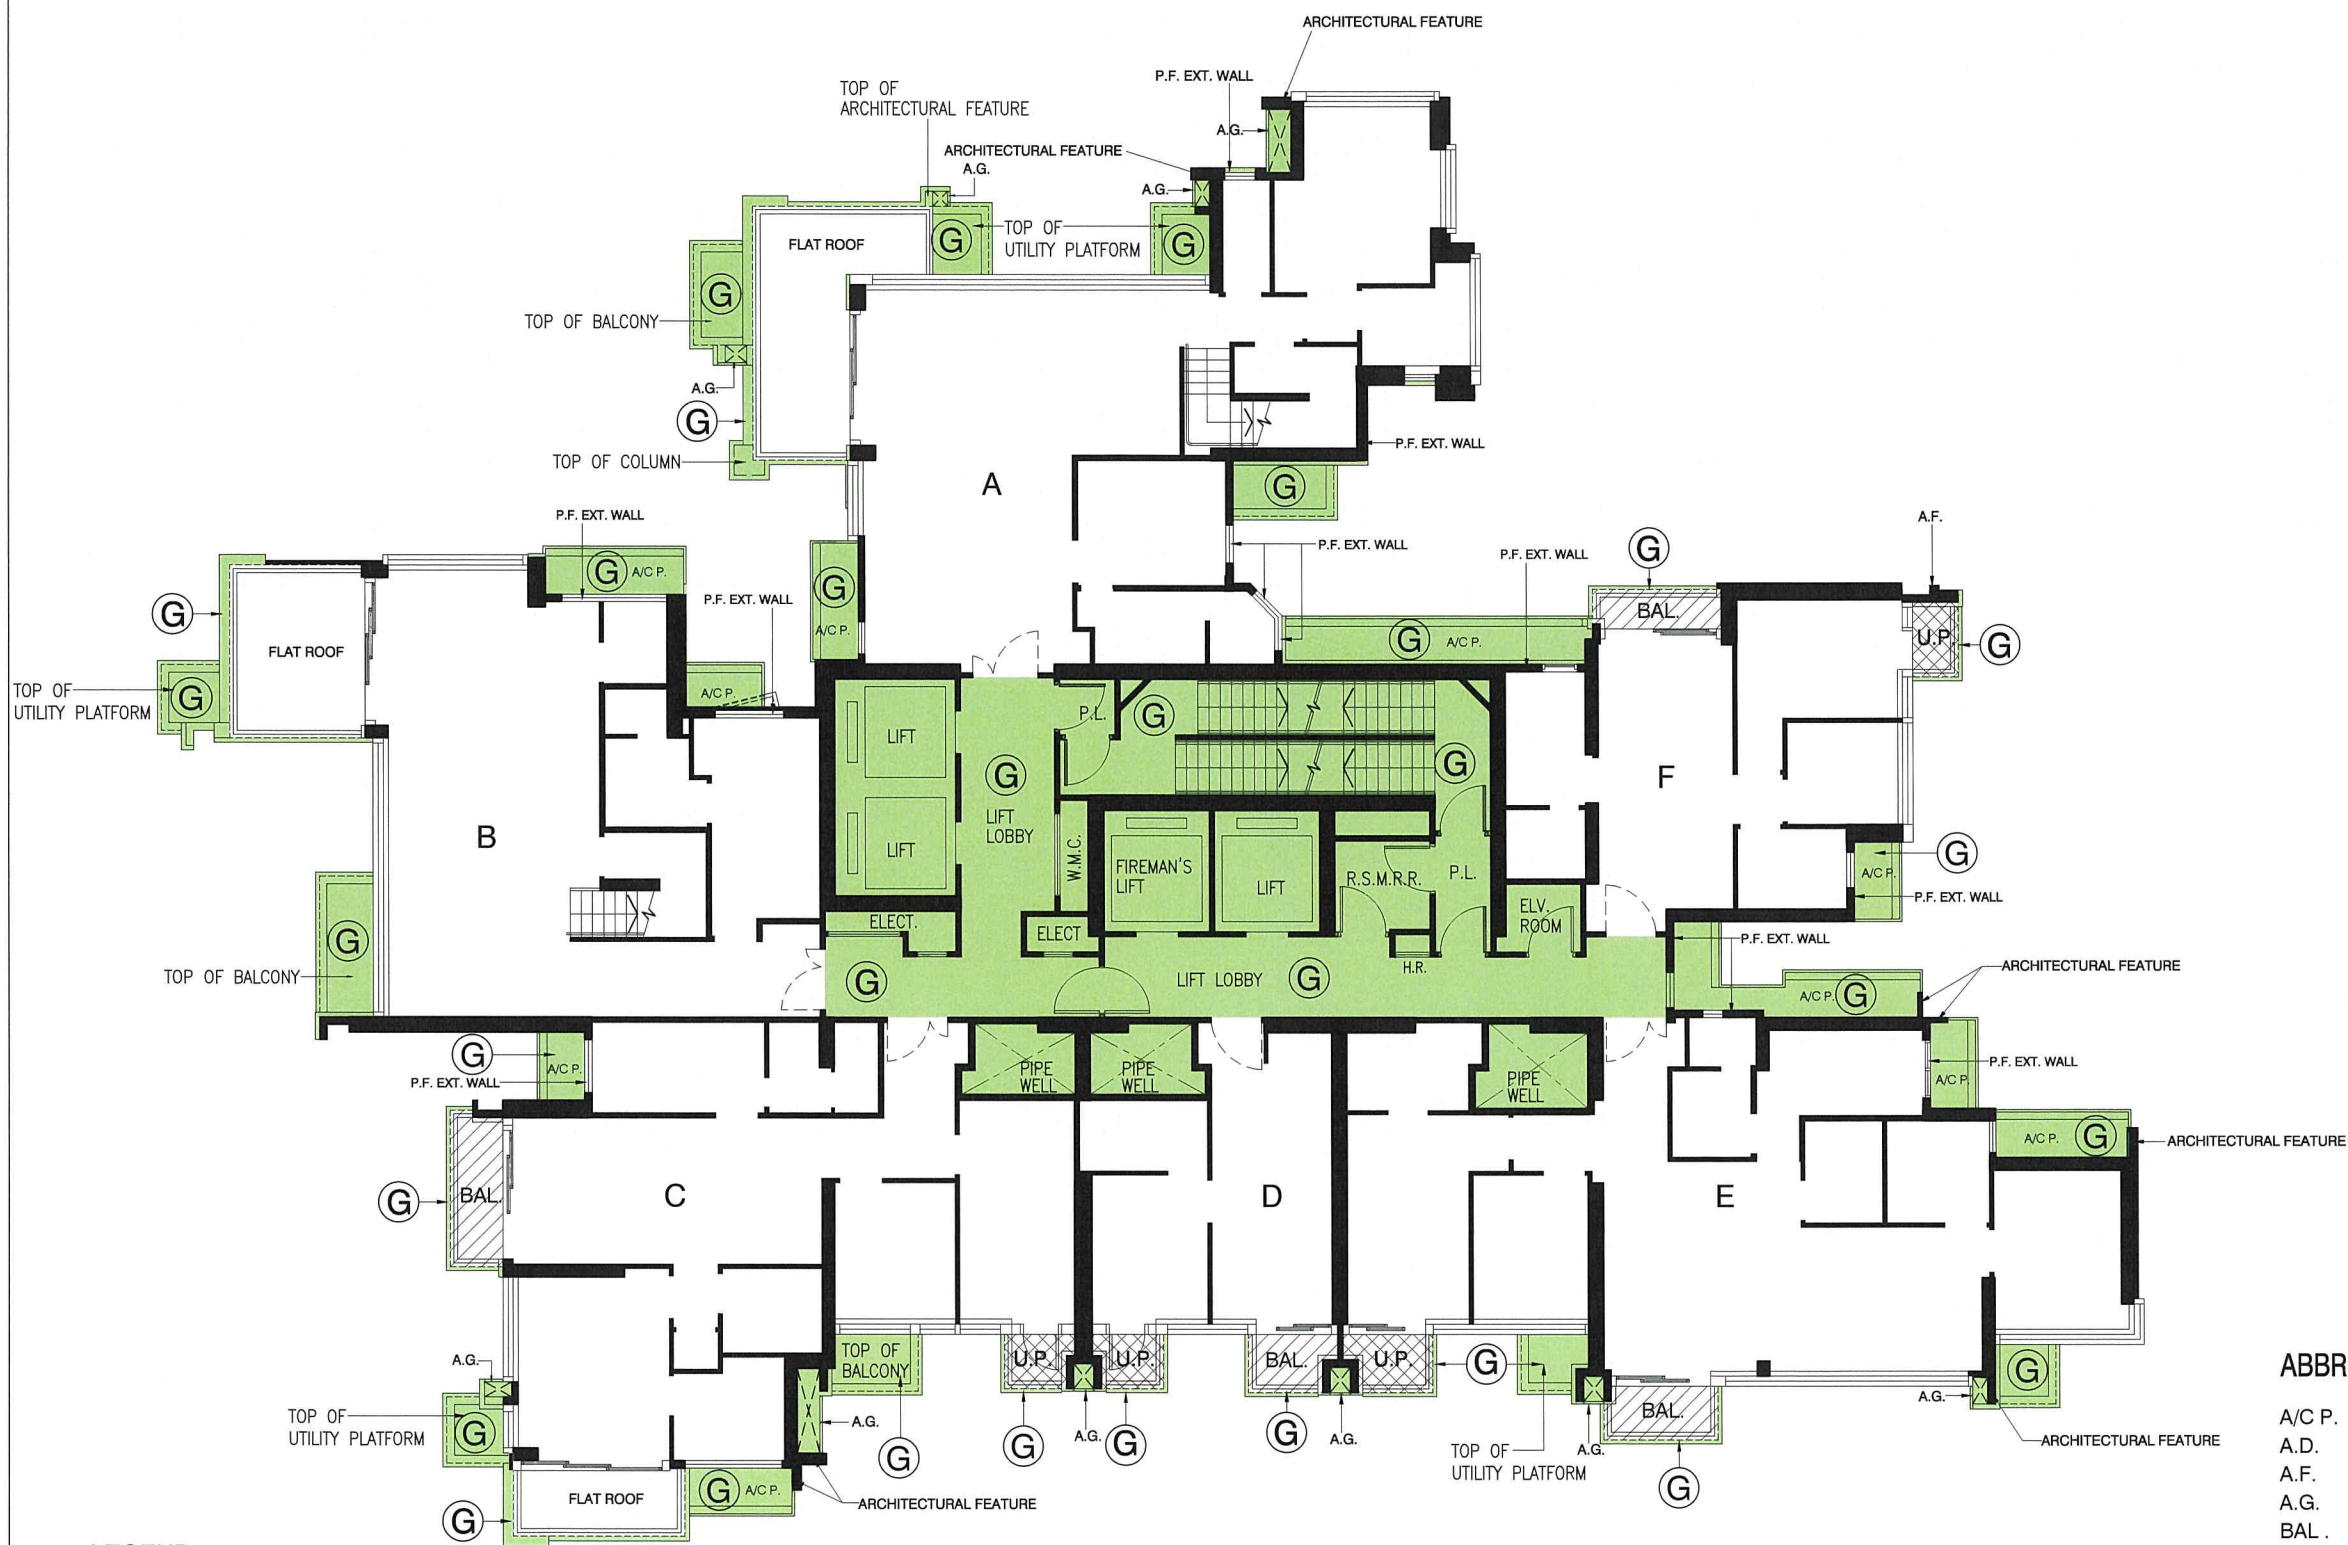 ARCHITECTURAL FEATURE
P.F. EXT. WALL
TOP OF
ARCHITECTURAL FEATURE
A.G.
ARCHITECTURAL FEATURE
A.G.
A.G.
FLAT ROOF
G
TOP OF
UTILITY PLATFORM
G
G
TOP OF BALCONY
A.G.
G
P.F. EXT. WALL
TOP OF COLUMN
A
G
P.F. EXT. WALL
A.F.
P.F. EXT. WALL
P.F. EXT. WALL
G
G A/C P.
G
A/C P.
P.F. EXT. WALL
G
BAL.
FLAT ROOF
G A/C P.
U.P
G
TOP OF
UTILITY PLATFORM
G
A/C P.
P.L.
G
LIFT
G
G
F
LIFT
LOBBY
B
LIFT
W.M.C.
FIREMAN'S
LIFT
LIFT
R.S.M.R.R.
P.L.
G
A/C P.
P.F. EXT. WALL
ELV.
ROOM
ELECT.
ELECT
G
TOP OF BALCONY
P.F. EXT. WALL
H.R.
G
LIFT LOBBY
G
ARCHITECTURAL FEATURE
A/C P.
G
G
A/C P.
P.F. EXT. WALL
PIPE
WELL
PIPE
WELL
PIPE
WELL
P.F. EXT. WALL
A/C P.
A/C P.
G
ARCHITECTURAL FEATURE
G
BAL.
C
D
E
TOP OF
BALCONY
U.P.
U.P.
BAL.
U.P.
G
G
A.G.
A.G.
ARCHITECTURAL FEATURE
BAL.
TOP OF
UTILITY PLATFORM
G
A.G.
G
G
A.G.
G
G
A.G.
TOP OF
UTILITY PLATFORM
A.G.
G
FLAT ROOF
G A/C P.
G
ARCHITECTURAL FEATURE
ABBR
A/C P.
A.D.
A.F.
A.G.
BAL .